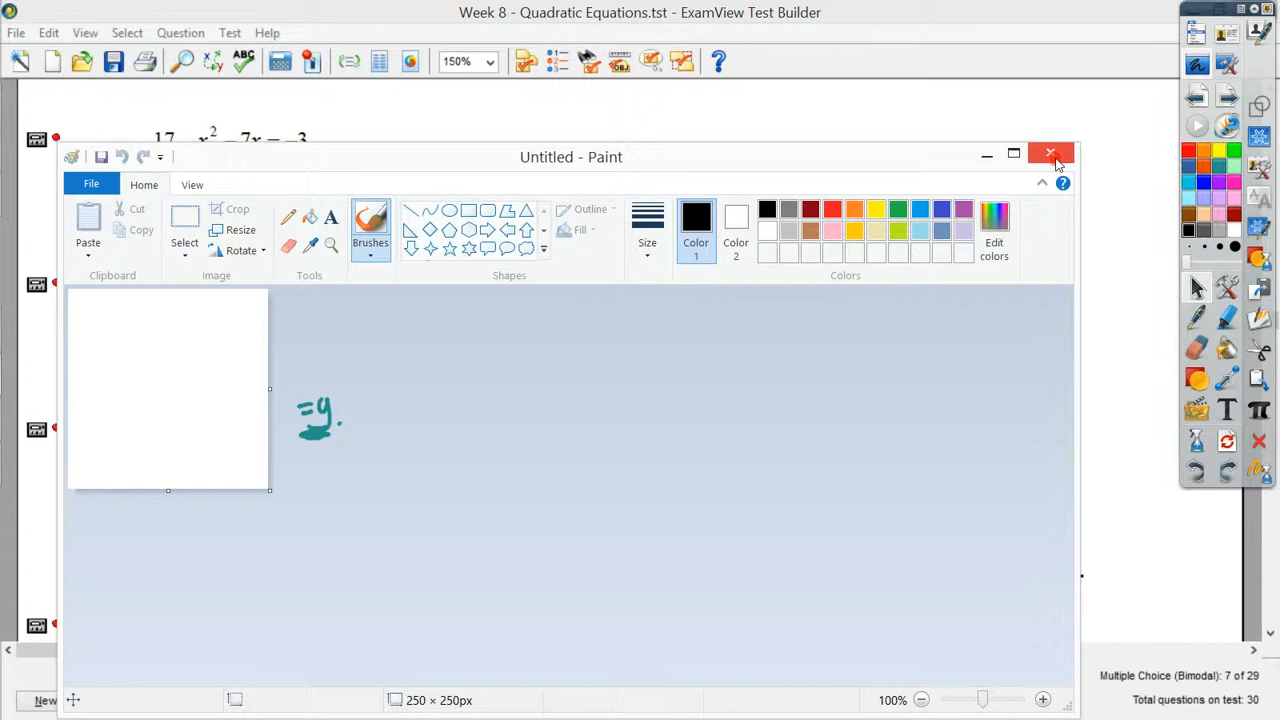 Week 8 - Quadratic Equations.tst - ExamView Test Builder
File Edit View Select Question Test Help
ABC 150% OBJ ?
17. x² – 7x = –3
Untitled - Paint
File Home View
Paste Cut Copy Select Crop Resize Rotate A Brushes Outline Fill Size Color 1 Color 2 Edit colors
Clipboard Image Tools Shapes Colors
=y.
250 × 250px 100%
New
Multiple Choice (Bimodal): 7 of 29
Total questions on test: 30